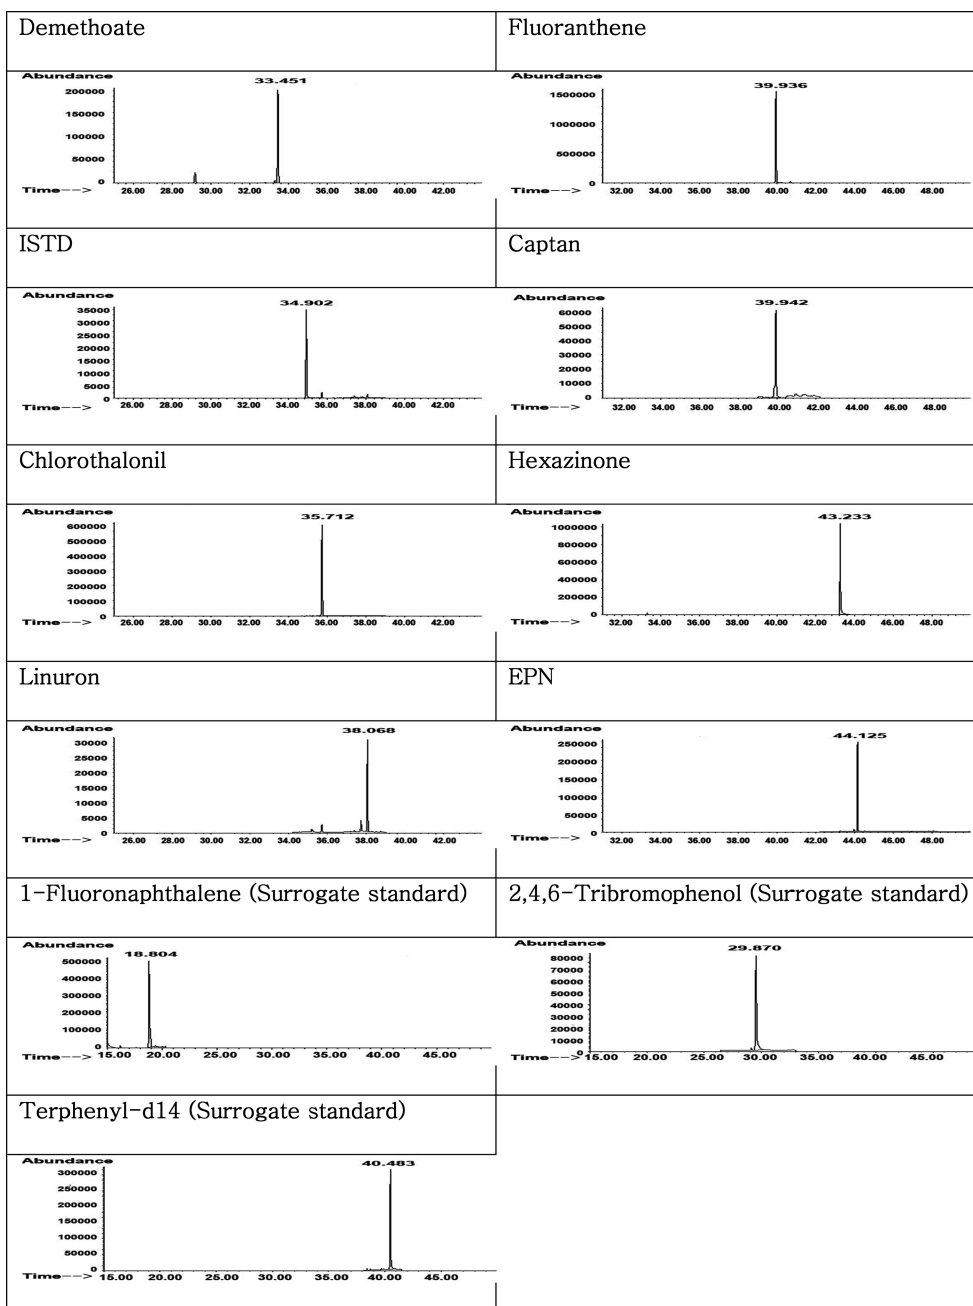 Demethoate
Fluoranthene
Abundance
33.451
200000
150000
100000
50000
0
26.00 28.00 30.00 32.00 34.00 36.00 38.00 40.00 42.00
Time-->
Abundance
39.936
1500000
1000000
500000
0
32.00 34.00 36.00 38.00 40.00 42.00 44.00 46.00 48.00
Time-->
ISTD
Captan
Abundance
34.902
35000
30000
25000
20000
15000
10000
5000
0
26.00 28.00 30.00 32.00 34.00 36.00 38.00 40.00 42.00
Time-->
Abundance
39.942
60000
50000
40000
30000
20000
10000
0
32.00 34.00 36.00 38.00 40.00 42.00 44.00 46.00 48.00
Time-->
Chlorothalonil
Hexazinone
Abundance
35.712
600000
500000
400000
300000
200000
100000
0
26.00 28.00 30.00 32.00 34.00 36.00 38.00 40.00 42.00
Time-->
Abundance
43.233
1000000
800000
600000
400000
200000
0
32.00 34.00 36.00 38.00 40.00 42.00 44.00 46.00 48.00
Time-->
Linuron
EPN
Abundance
38.068
30000
25000
20000
15000
10000
5000
0
26.00 28.00 30.00 32.00 34.00 36.00 38.00 40.00 42.00
Time-->
Abundance
44.125
250000
200000
150000
100000
50000
0
32.00 34.00 36.00 38.00 40.00 42.00 44.00 46.00 48.00
Time-->
1-Fluoronaphthalene (Surrogate standard)
2,4,6-Tribromophenol (Surrogate standard)
Abundance
18.804
500000
400000
300000
200000
100000
0
15.00 20.00 25.00 30.00 35.00 40.00 45.00
Time-->
Abundance
29.870
80000
70000
60000
50000
40000
30000
20000
10000
0
Time--> 15.00 20.00 25.00 30.00 35.00 40.00 45.00
Terphenyl-d14 (Surrogate standard)
Abundance
40.483
300000
250000
200000
150000
100000
50000
0
Time--> 15.00 20.00 25.00 30.00 35.00 40.00 45.00